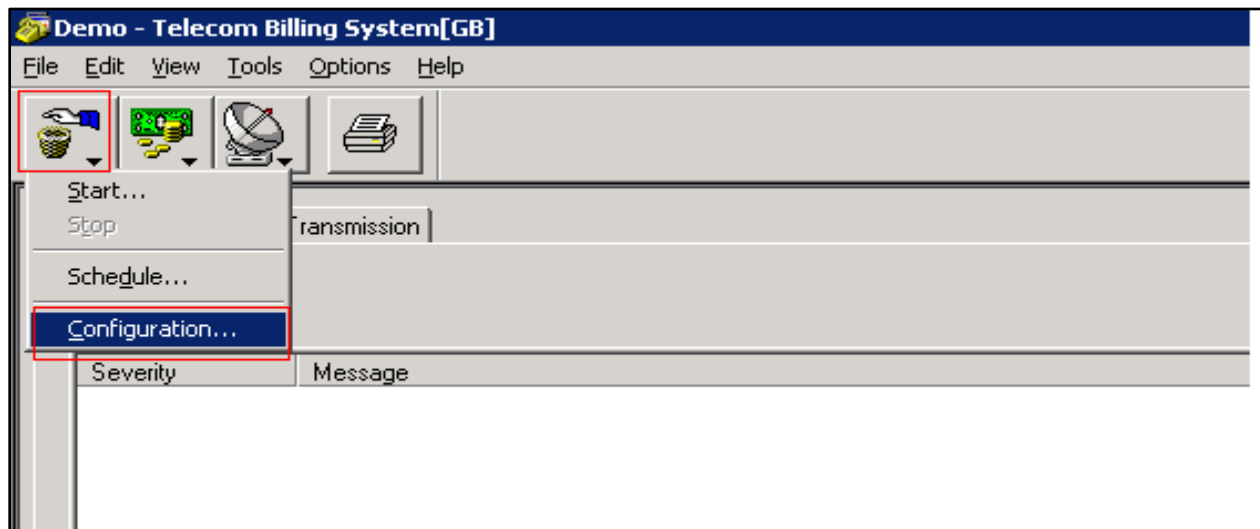 Demo - Telecom Billing System[GB]
File Edit View Tools Options Help
Start...
Stop
Transmission
Schedule...
Configuration...
Severity Message